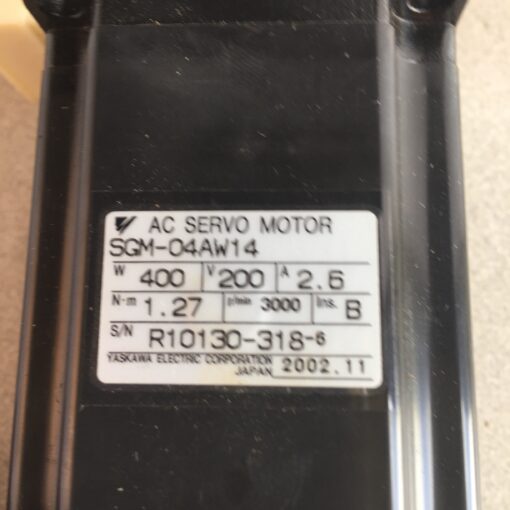 AC SERVO MOTOR
SGM-04AW14
W 400 V 200 A 2.6
N·m 1.27 r/min 3000 Ins. B
S/N R10130-318-6
YASKAWA ELECTRIC CORPORATION
JAPAN 2002.11